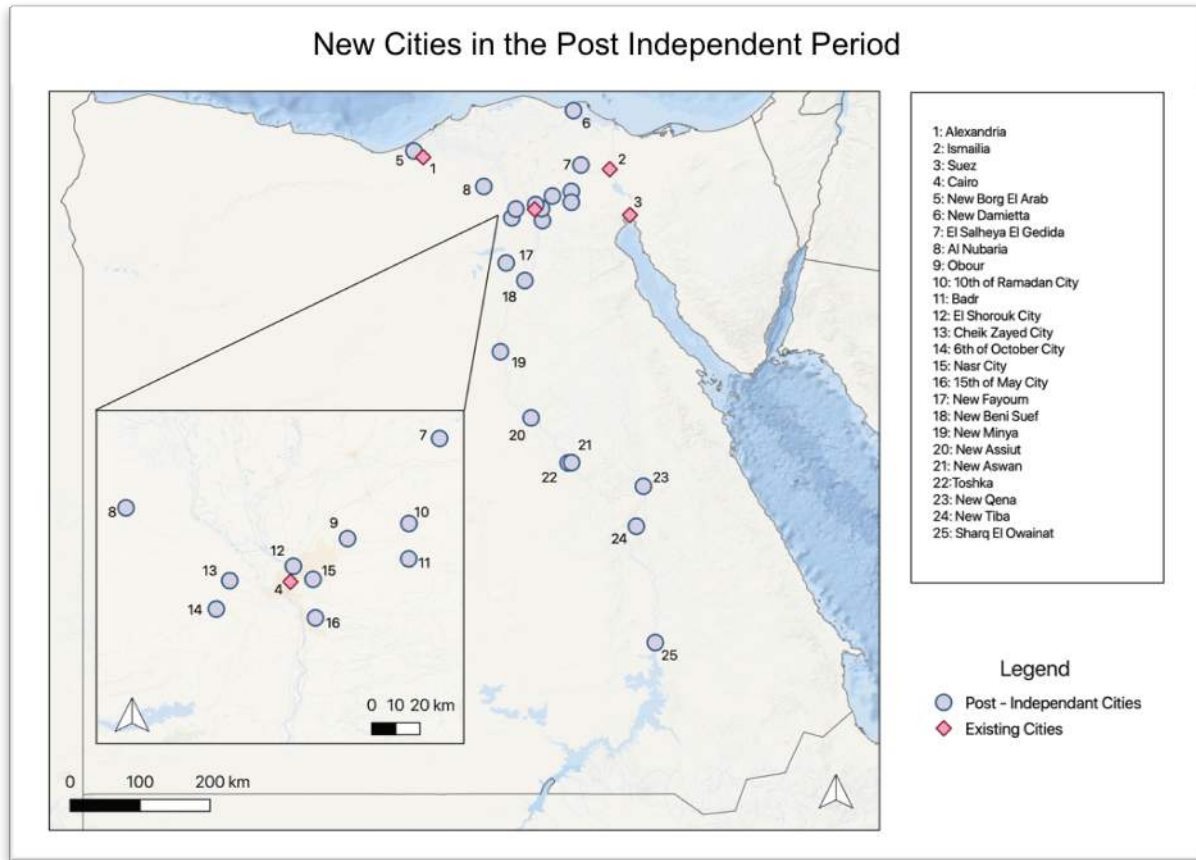 New Cities in the Post Independent Period
6
5
1
7
2
8
3
17
18
19
20
21
22
23
24
25
7
8
9
10
11
12
13
4
15
14
16
0 10 20 km
0 100 200 km
1: Alexandria
2: Ismailia
3: Suez
4: Cairo
5: New Borg El Arab
6: New Damietta
7: El Salheya El Gedida
8: Al Nubaria
9: Obour
10: 10th of Ramadan City
11: Badr
12: El Shorouk City
13: Cheik Zayed City
14: 6th of October City
15: Nasr City
16: 15th of May City
17: New Fayoum
18: New Beni Suef
19: New Minya
20: New Assiut
21: New Aswan
22:Toshka
23: New Qena
24: New Tiba
25: Sharq El Owainat
Legend
Post - Independant Cities
Existing Cities